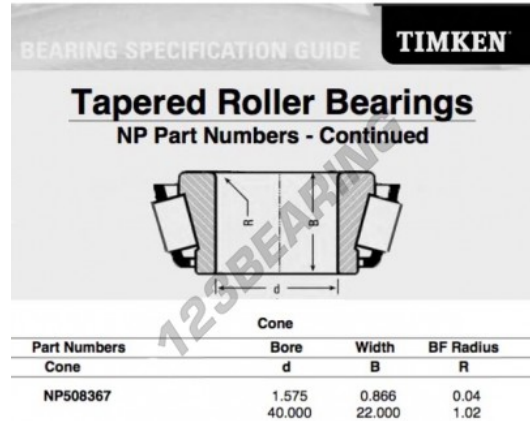 BEARING SPECIFICATION GUIDE
TIMKEN
Tapered Roller Bearings
NP Part Numbers - Continued
R
B
d
123BEARING
Cone
Part Numbers Bore Width BF Radius
Cone d B R
NP508367 1.575 0.866 0.04
40.000 22.000 1.02